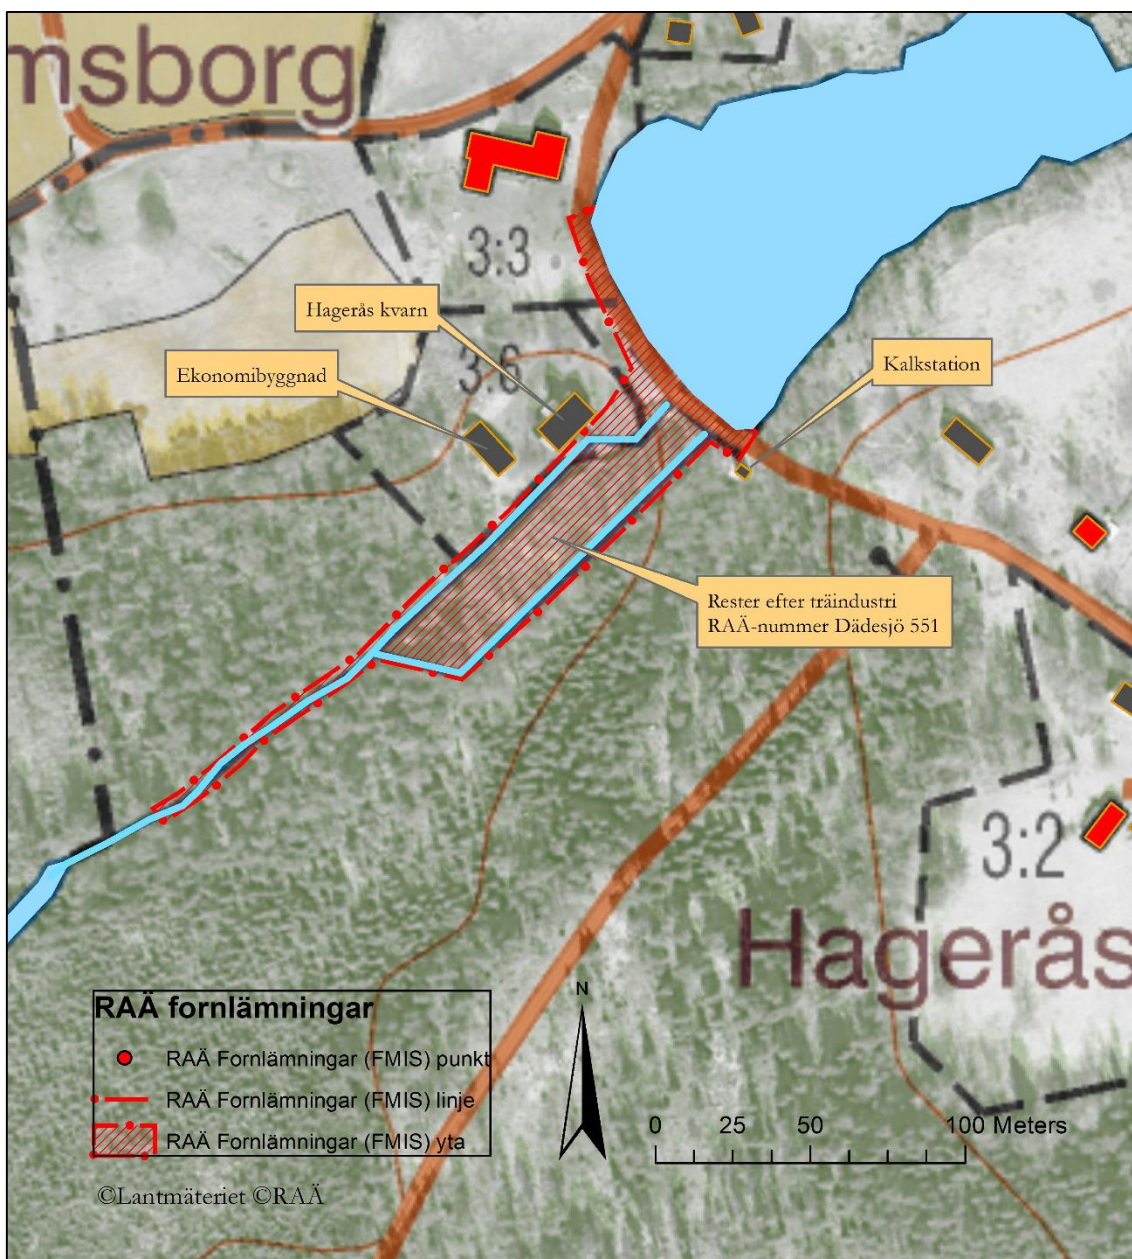 msborg
3:3
Hagerås kvarn
Kalkstation
Ekonomibyggnad
3:6
Rester efter träindustri
RAÄ-nummer Dädesjö 551
3:2
Hagerås
RAÄ fornlämningar
RAÄ Fornlämningar (FMIS) punkt
RAÄ Fornlämningar (FMIS) linje
RAÄ Fornlämningar (FMIS) yta
N
0 25 50 100 Meters
©Lantmäteriet ©RAÄ